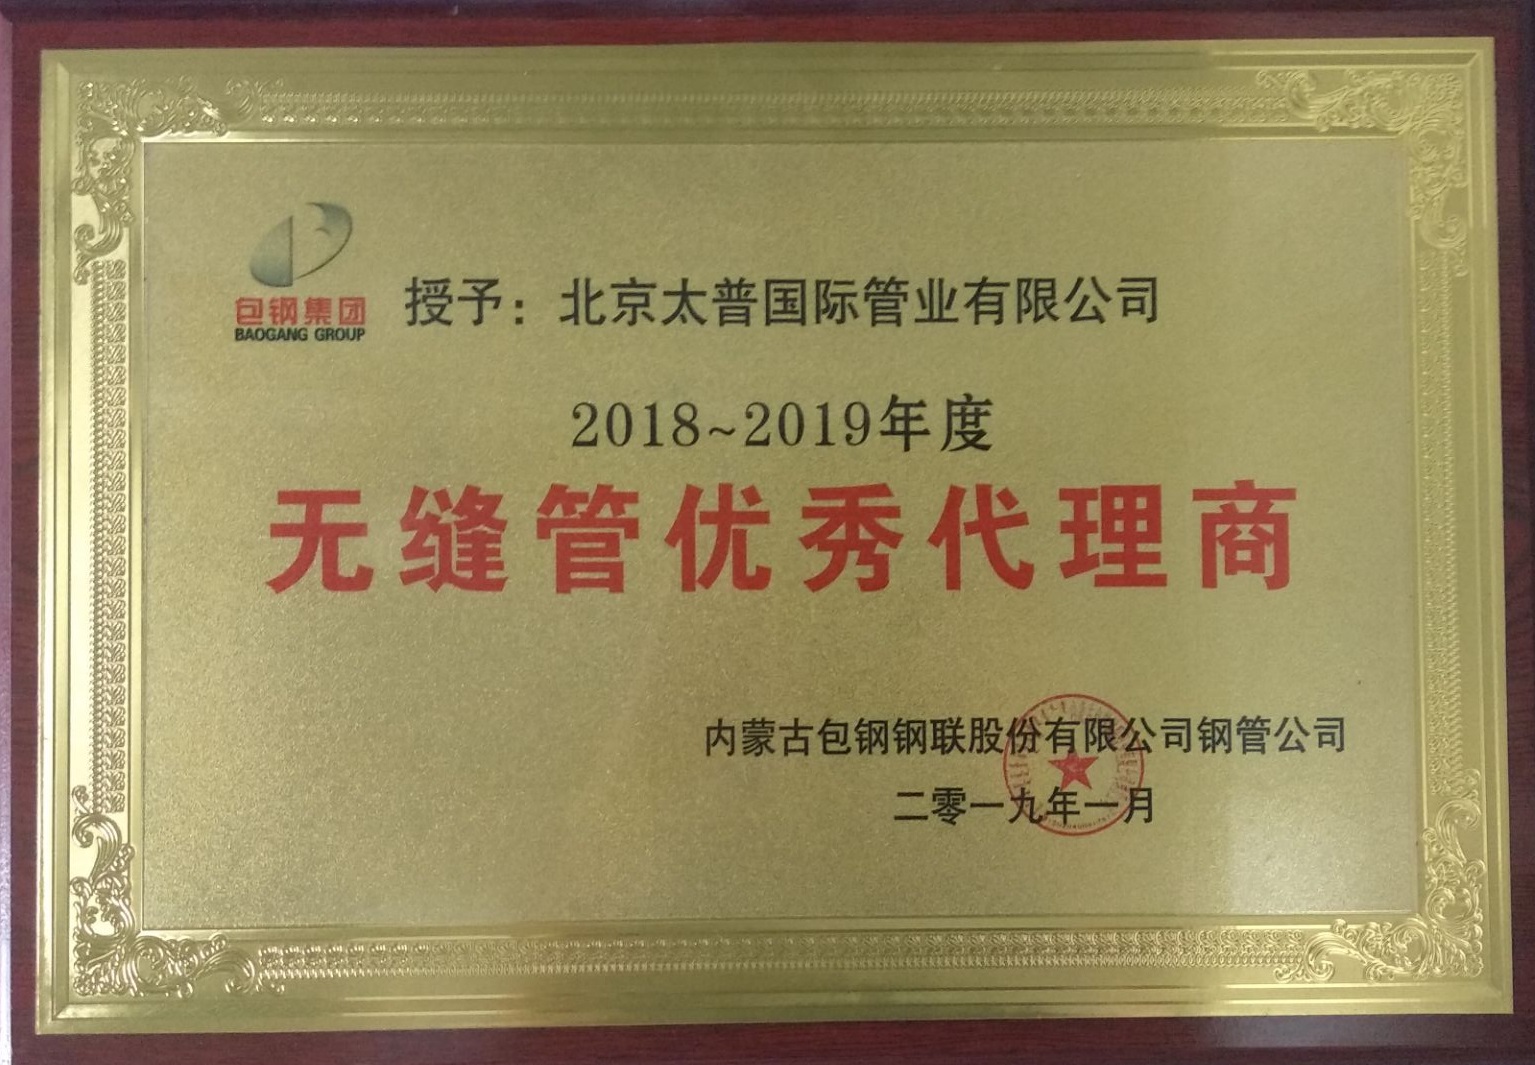 包钢集团
BAOGANG GROUP
授予：北京太普国际管业有限公司
2018~2019年度
无缝管优秀代理商
内蒙古包钢钢联股份有限公司钢管公司
二零一九年一月